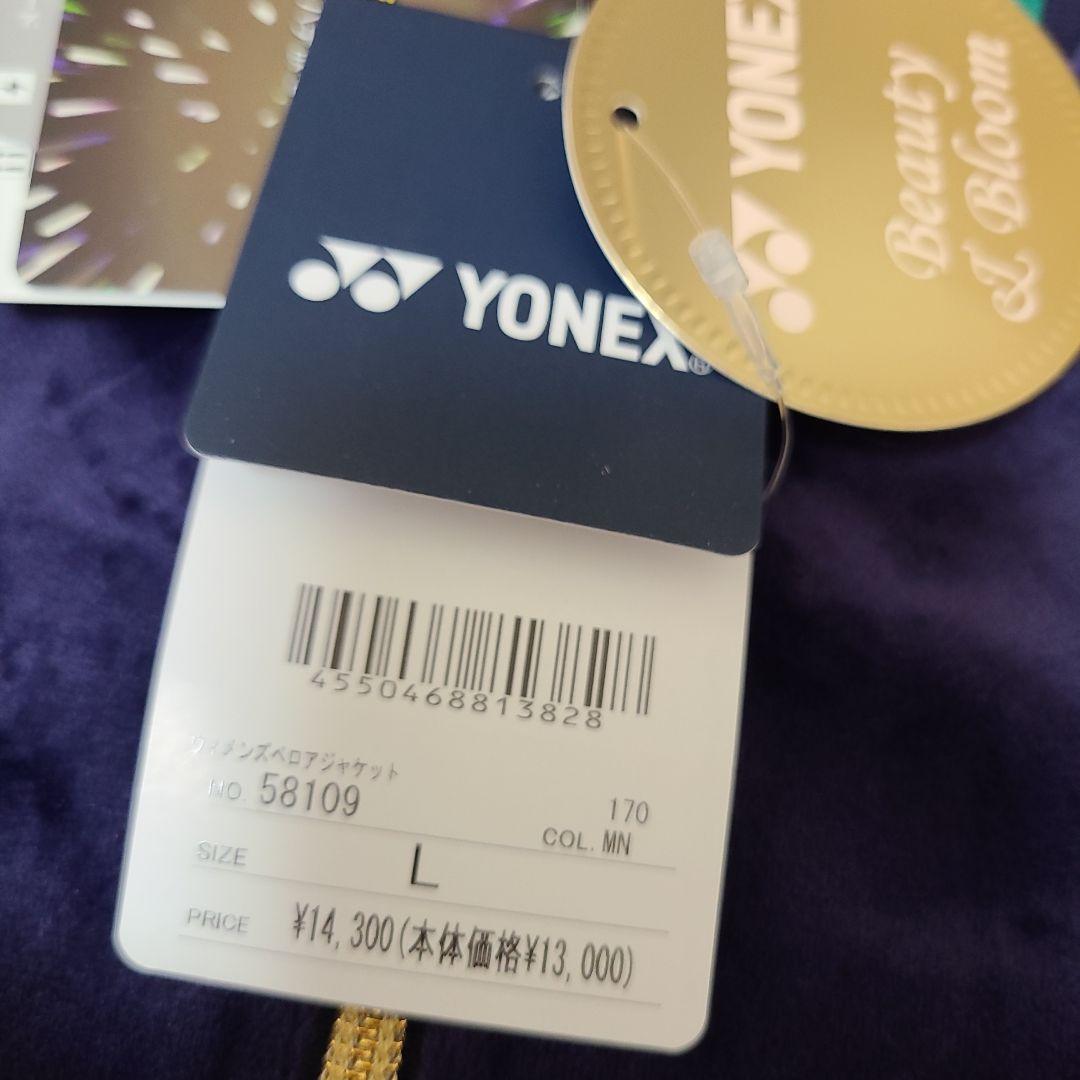 YONEX®
YONEX
Beauty
& Bloom
4550468813828
ウィメンズベロアジャケット
NO. 58109
170
COL. MN
SIZE L
PRICE ¥14,300(本体価格¥13,000)